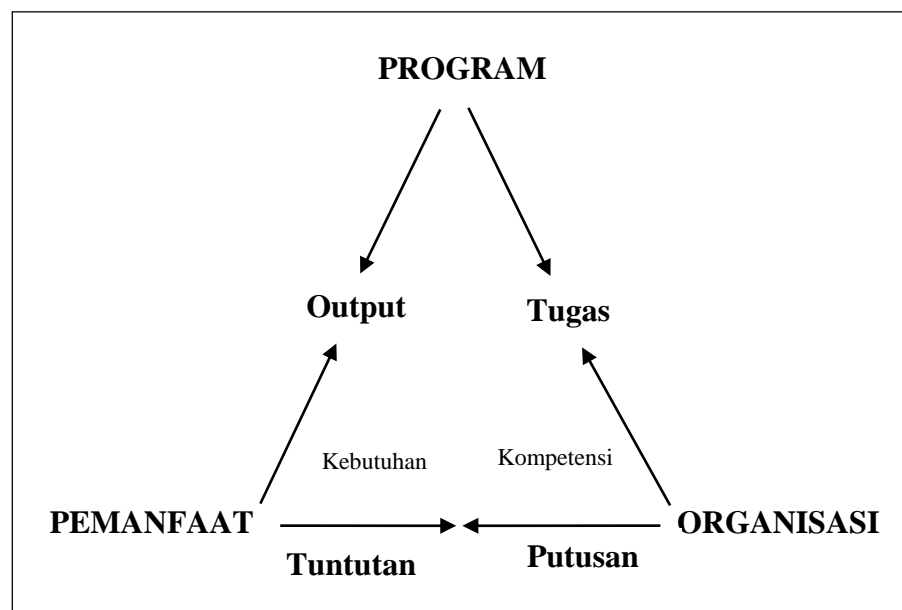 PROGRAM
Output
Tugas
Kebutuhan
Kompetensi
PEMANFAAT
ORGANISASI
Tuntutan
Putusan